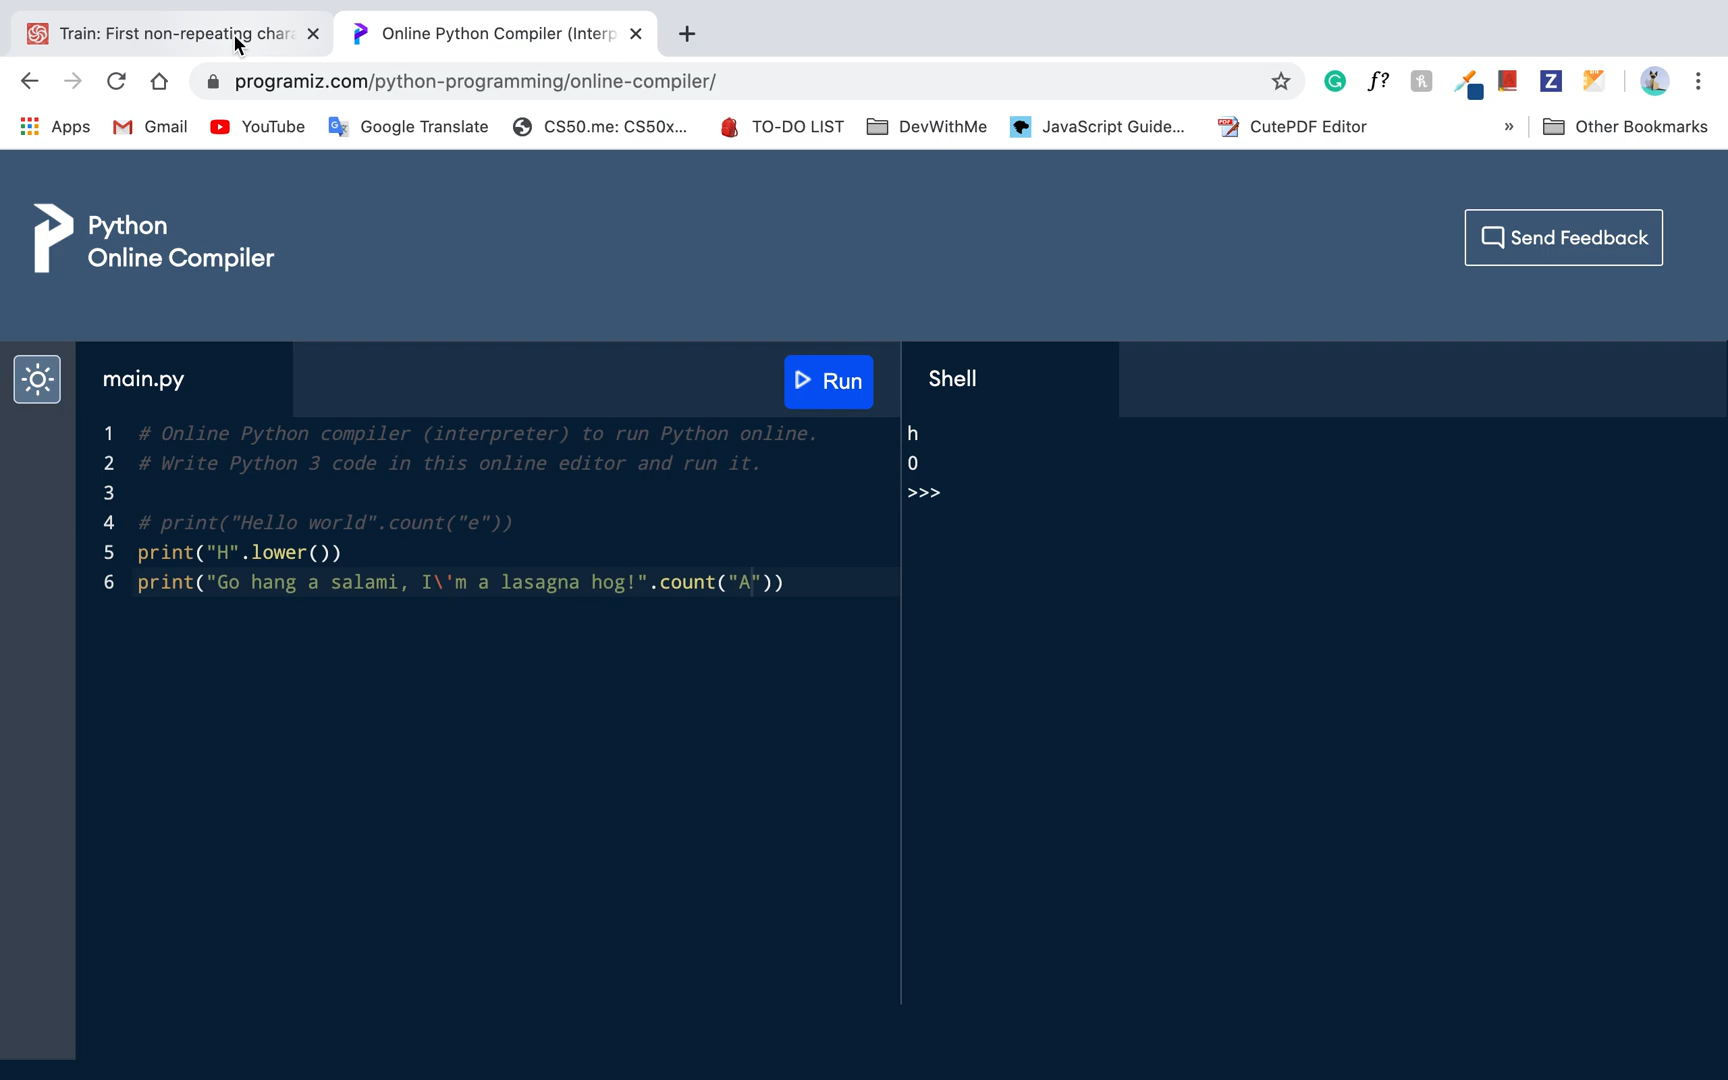 Train: First non-repeating chara
Online Python Compiler (Interp
programiz.com/python-programming/online-compiler/
f?
Z
Apps
Gmail
YouTube
Google Translate
CS50.me: CS50x...
TO-DO LIST
DevWithMe
JavaScript Guide...
CutePDF Editor
»
Other Bookmarks
Python
Online Compiler
Send Feedback
main.py
Run
Shell
1 # Online Python compiler (interpreter) to run Python online.
2 # Write Python 3 code in this online editor and run it.
3
4 # print("Hello world".count("e"))
5 print("H".lower())
6 print("Go hang a salami, I\'m a lasagna hog!".count("A"))
h
0
>>>